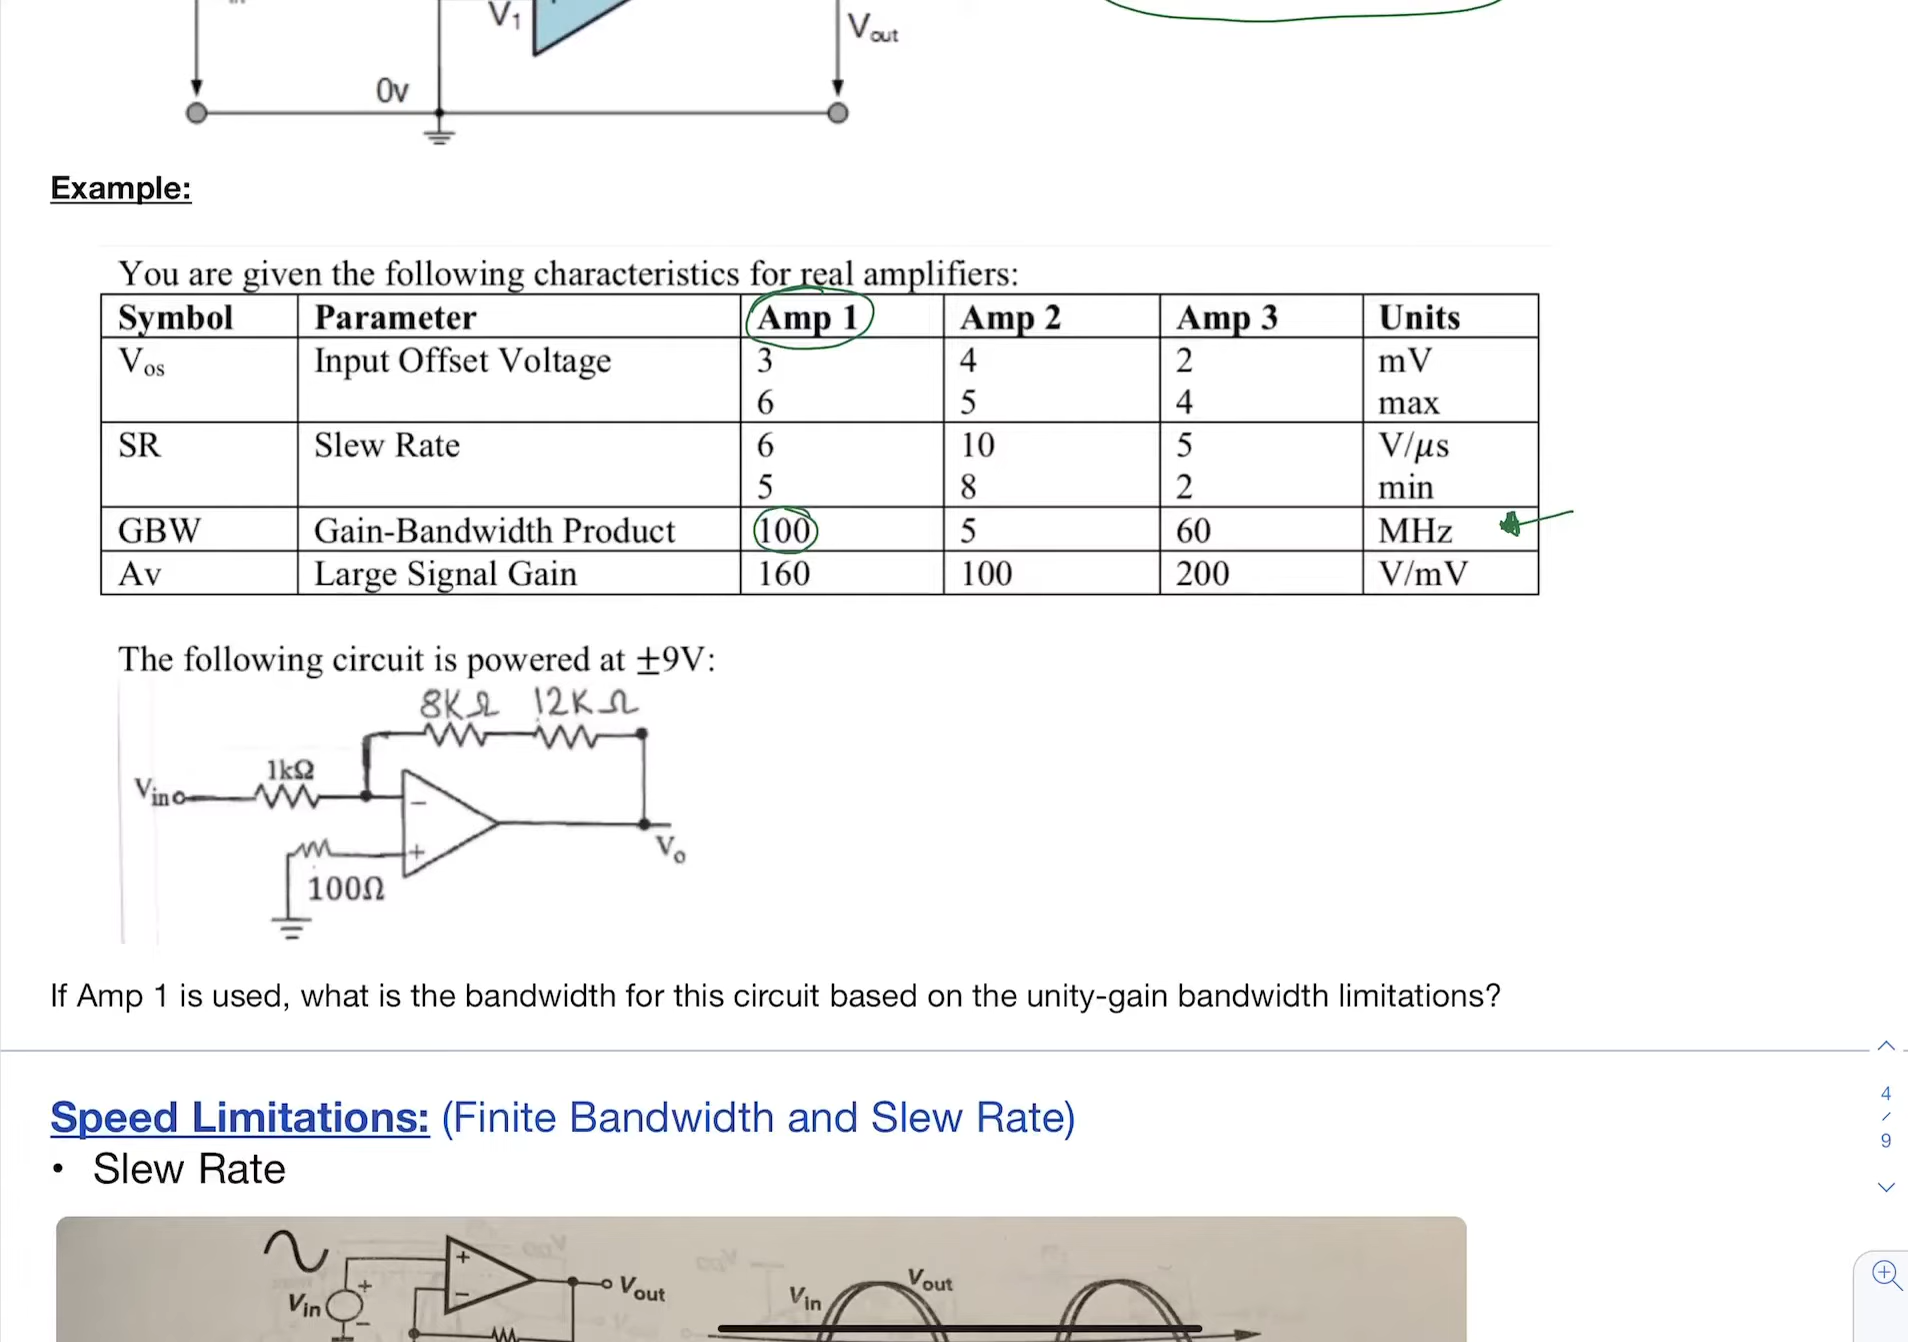 V1
Vout
0v
Example:
You are given the following characteristics for real amplifiers:
Symbol Parameter Amp 1 Amp 2 Amp 3 Units
Vos Input Offset Voltage 3 4 2 mV
6 5 4 max
SR Slew Rate 6 10 5 V/μs
5 8 2 min
GBW Gain-Bandwidth Product 100 5 60 MHz
Av Large Signal Gain 160 100 200 V/mV
The following circuit is powered at ±9V:
8KΩ 12KΩ
1kΩ
Vin
−
+
Vo
100Ω
If Amp 1 is used, what is the bandwidth for this circuit based on the unity-gain bandwidth limitations?
Speed Limitations: (Finite Bandwidth and Slew Rate)
• Slew Rate
4
/
9
+
−
Vout
Vin
+
−
Vin
Vout